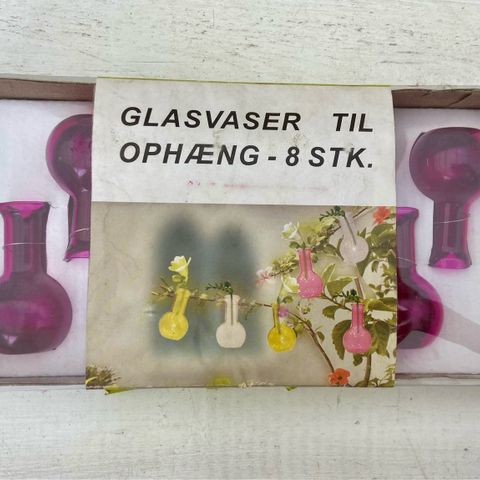 GLASVASER TIL
OPHÆNG - 8 STK.